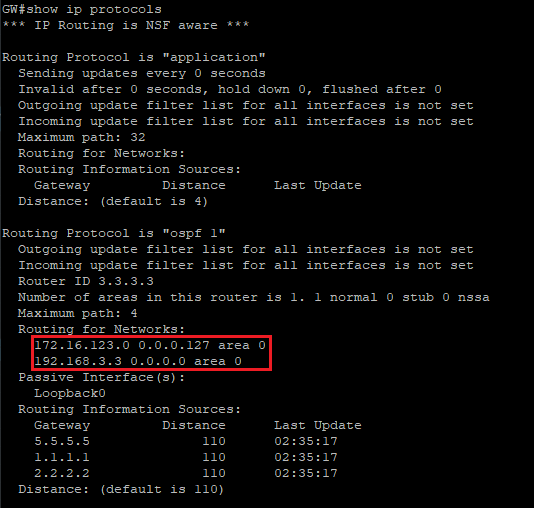 GW#show ip protocols
*** IP Routing is NSF aware ***
Routing Protocol is "application"
  Sending updates every 0 seconds
  Invalid after 0 seconds, hold down 0, flushed after 0
  Outgoing update filter list for all interfaces is not set
  Incoming update filter list for all interfaces is not set
  Maximum path: 32
  Routing for Networks:
  Routing Information Sources:
    Gateway         Distance      Last Update
  Distance: (default is 4)
Routing Protocol is "ospf 1"
  Outgoing update filter list for all interfaces is not set
  Incoming update filter list for all interfaces is not set
  Router ID 3.3.3.3
  Number of areas in this router is 1. 1 normal 0 stub 0 nssa
  Maximum path: 4
  Routing for Networks:
    172.16.123.0 0.0.0.127 area 0
    192.168.3.3 0.0.0.0 area 0
  Passive Interface(s):
    Loopback0
  Routing Information Sources:
    Gateway         Distance      Last Update
    5.5.5.5              110      02:35:17
    1.1.1.1              110      02:35:17
    2.2.2.2              110      02:35:17
  Distance: (default is 110)